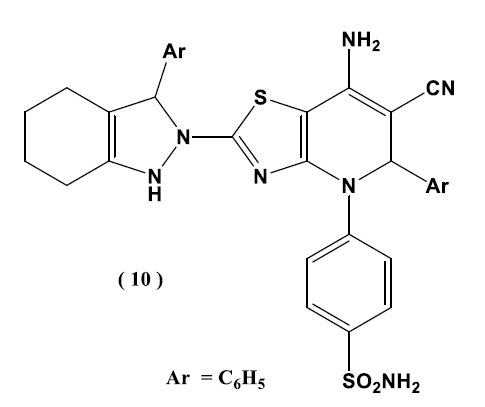 NH₂
Ar
S
CN
N
N
N
H
N
Ar
( 10 )
Ar = C₆H₅
SO₂NH₂